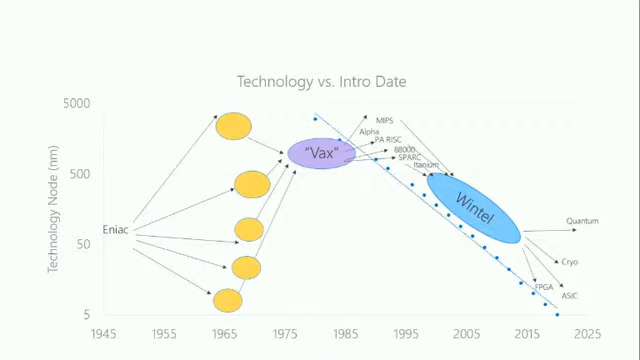 Technology vs. Intro Date
5000
500
50
5
Technology Node (nm)
1945
1955
1965
1975
1985
1995
2005
2015
2025
Eniac
"Vax"
MIPS
Alpha
PA RISC
88000
SPARC
Itanium
Wintel
Quantum
Cryo
FPGA
ASIC